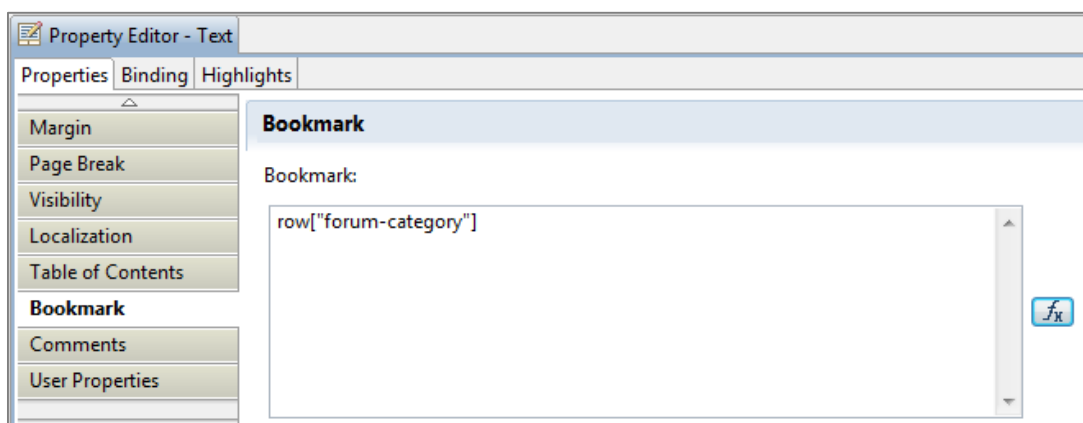 Property Editor - Text
Properties Binding Highlights
Margin
Page Break
Visibility
Localization
Table of Contents
Bookmark
Comments
User Properties
Bookmark
Bookmark:
row["forum-category"]
fx